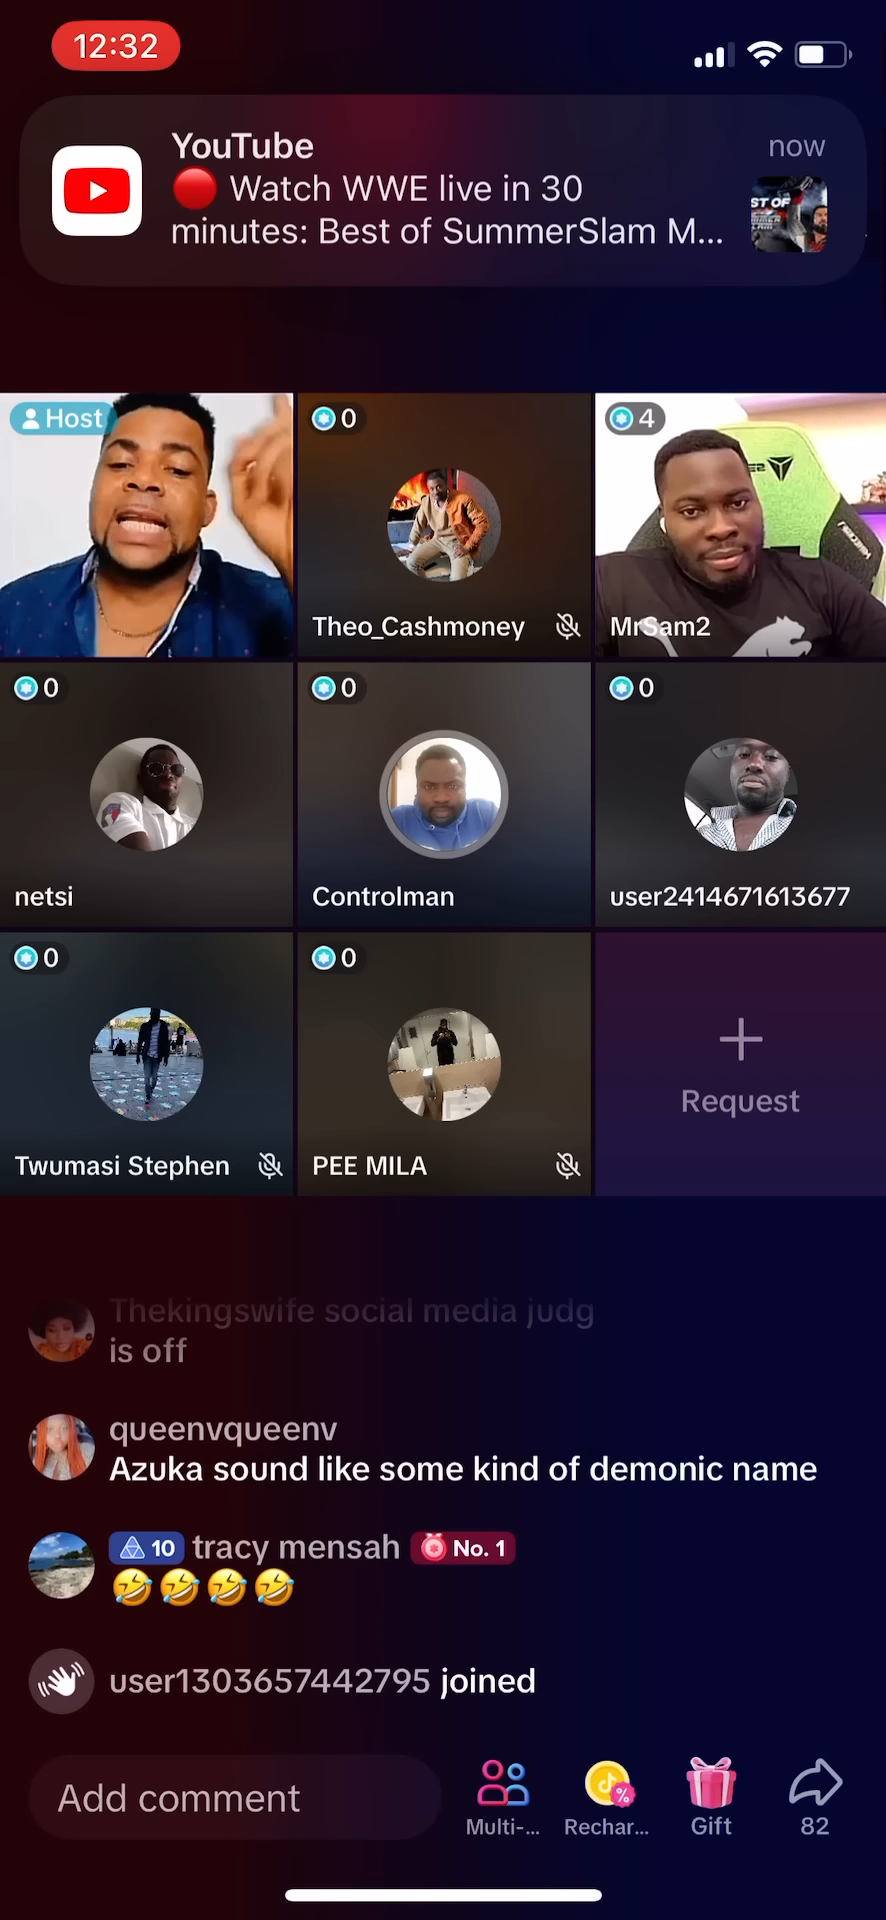 12:32
YouTube
now
🔴 Watch WWE live in 30
minutes: Best of SummerSlam M...
ST OF
Host
0
4
Theo_Cashmoney
MrSam2
0
0
0
netsi
Controlman
user2414671613677
0
0
Request
Twumasi Stephen
PEE MILA
Thekingswife social media judg
is off
queenvqueenv
Azuka sound like some kind of demonic name
10 tracy mensah No. 1
🤣🤣🤣🤣
user1303657442795 joined
Add comment
Multi-...
Rechar...
Gift
82